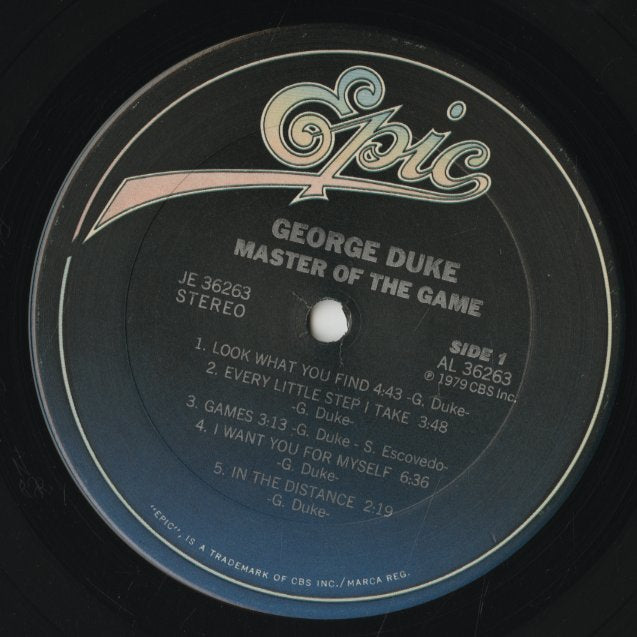 Epic
GEORGE DUKE
MASTER OF THE GAME
JE 36263
STEREO
SIDE 1
AL 36263
℗ 1979 CBS Inc.
1. LOOK WHAT YOU FIND 4:43 -G. Duke-
2. EVERY LITTLE STEP I TAKE 3:48
-G. Duke-
3. GAMES 3:13 -G. Duke - S. Escovedo-
4. I WANT YOU FOR MYSELF 6:36
-G. Duke-
5. IN THE DISTANCE 2:19
-G. Duke-
"EPIC", IS A TRADEMARK OF CBS INC./MARCA REG.